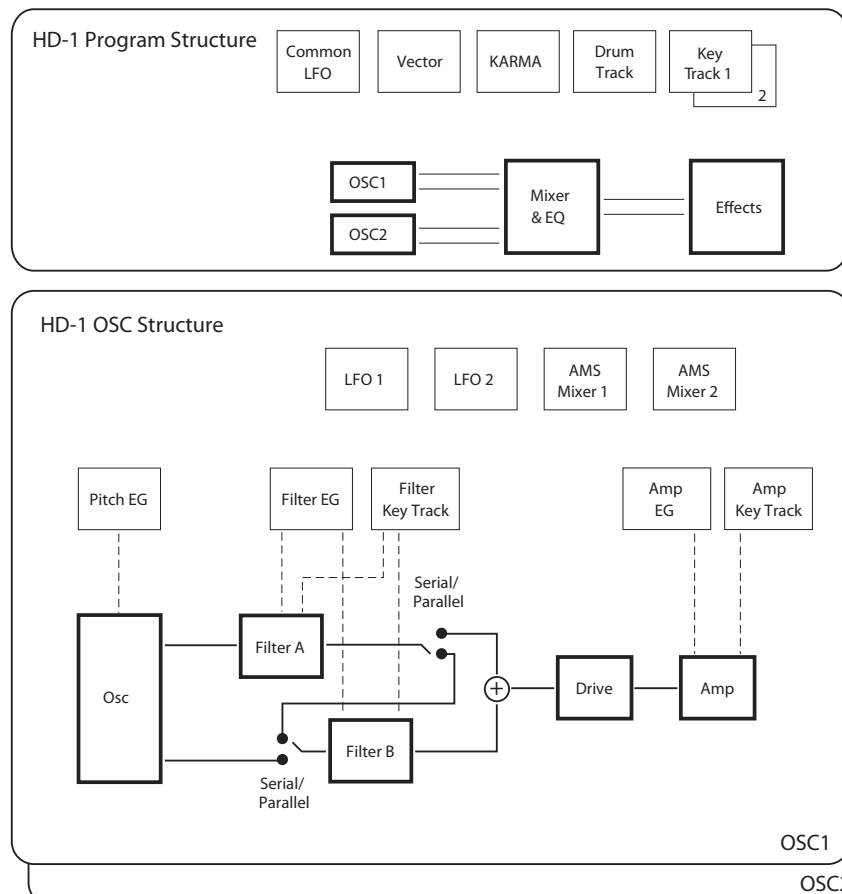 HD-1 Program Structure
Common
LFO
Vector
KARMA
Drum
Track
Key
Track 1
2
OSC1
OSC2
Mixer
& EQ
Effects
HD-1 OSC Structure
LFO 1
LFO 2
AMS
Mixer 1
AMS
Mixer 2
Pitch EG
Filter EG
Filter
Key Track
Amp
EG
Amp
Key Track
Serial/
Parallel
Osc
Filter A
+
Drive
Amp
Filter B
Serial/
Parallel
OSC1
OSC2